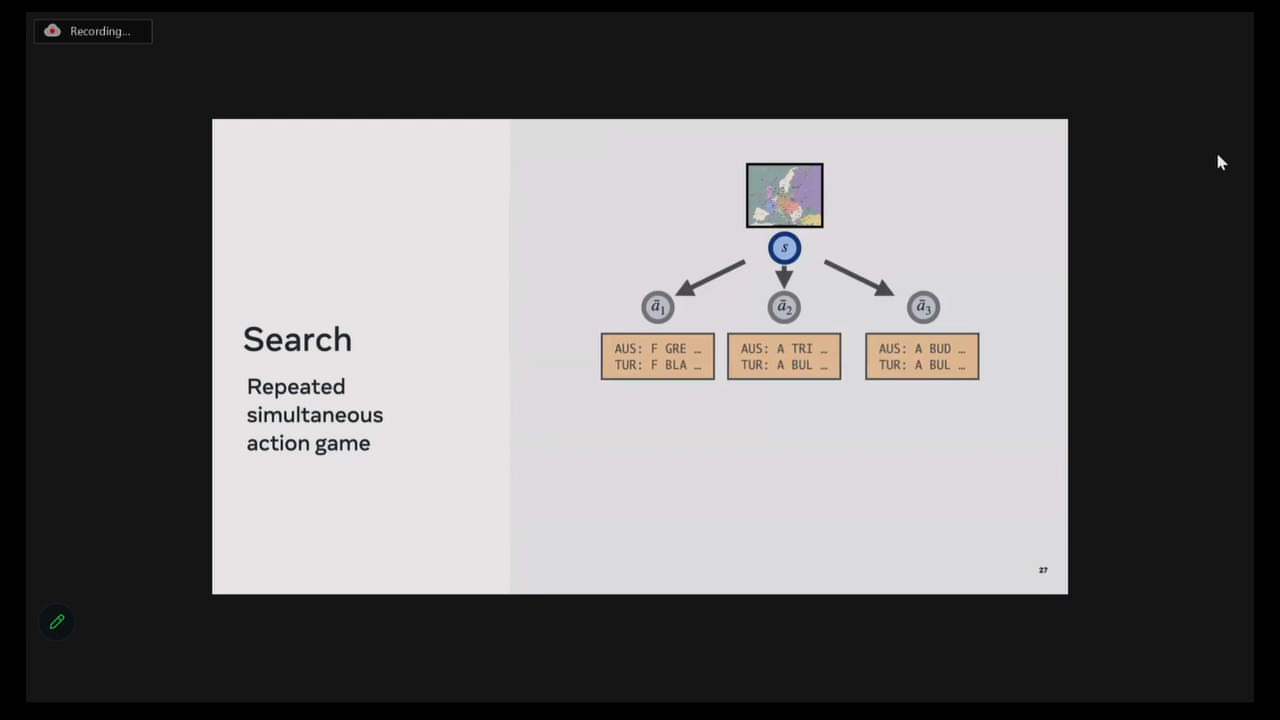 Recording...
s
ā₁ ā₂ ā₃
AUS: F GRE …
TUR: F BLA …
AUS: A TRI …
TUR: A BUL …
AUS: A BUD …
TUR: A BUL …
Search
Repeated
simultaneous
action game
27